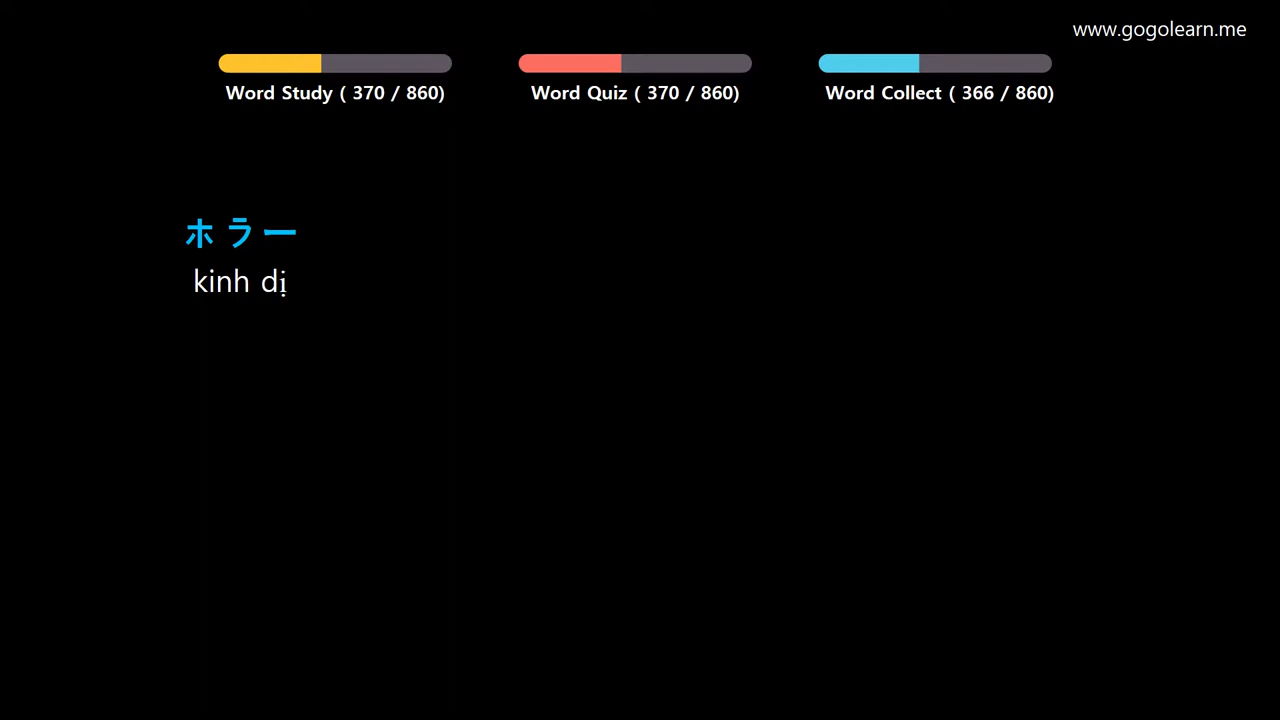 www.gogolearn.me
Word Study ( 370 / 860)
Word Quiz ( 370 / 860)
Word Collect ( 366 / 860)
ホラー
kinh dị